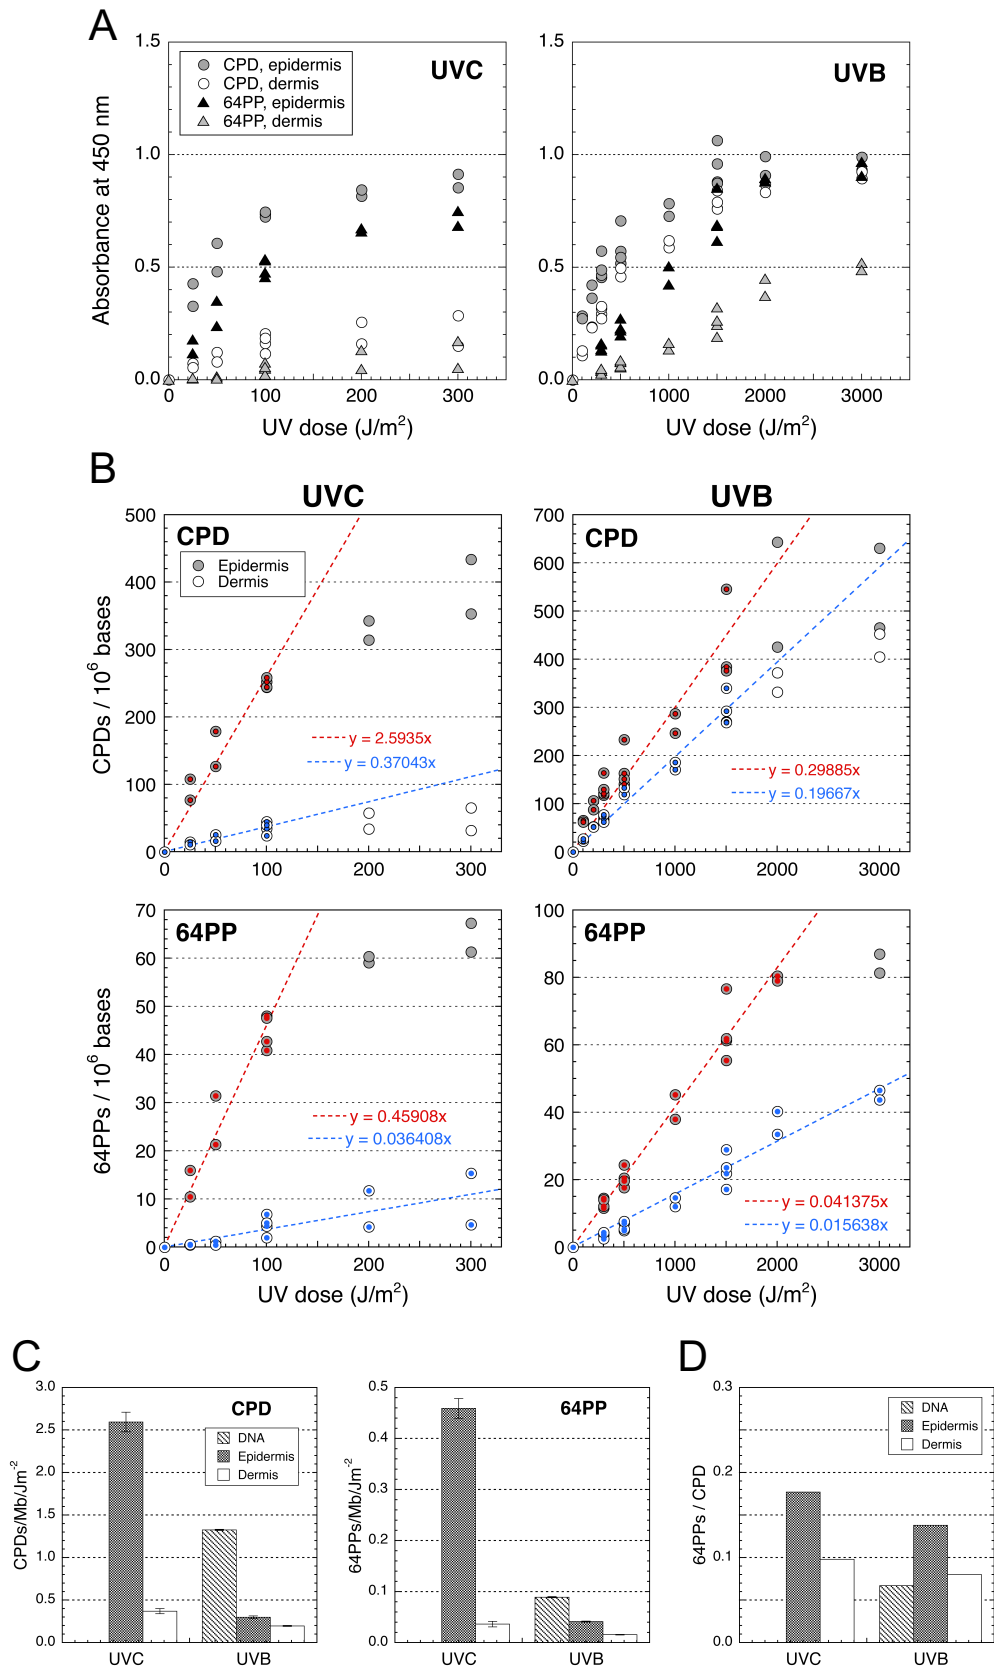 A
UVC
CPD, epidermis
CPD, dermis
64PP, epidermis
64PP, dermis
1.5
1.0
0.5
0.0
0
100
200
300
Absorbance at 450 nm
UV dose (J/m2)
UVB
1.5
1.0
0.5
0.0
0
1000
2000
3000
UV dose (J/m2)
B
UVC
CPD
Epidermis
Dermis
500
400
300
200
100
0
0
100
200
300
CPDs / 10^6 bases
y = 2.5935x
y = 0.37043x
UVB
CPD
700
600
500
400
300
200
100
0
0
1000
2000
3000
y = 0.29885x
y = 0.19667x
64PP
70
60
50
40
30
20
10
0
0
100
200
300
64PPs / 10^6 bases
y = 0.45908x
y = 0.036408x
UV dose (J/m2)
64PP
100
80
60
40
20
0
0
1000
2000
3000
y = 0.041375x
y = 0.015638x
UV dose (J/m2)
C
CPD
DNA
Epidermis
Dermis
3.0
2.5
2.0
1.5
1.0
0.5
0.0
CPDs/Mb/Jm-2
UVC
UVB
64PP
0.5
0.4
0.3
0.2
0.1
0.0
64PPs/Mb/Jm-2
UVC
UVB
D
DNA
Epidermis
Dermis
0.3
0.2
0.1
0.0
64PPs / CPD
UVC
UVB